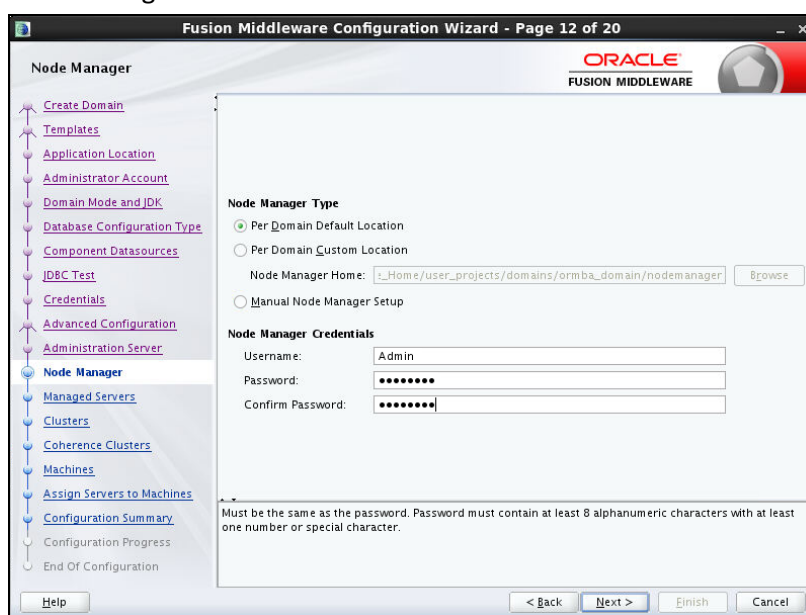 Fusion Middleware Configuration Wizard - Page 12 of 20
Node Manager
ORACLE
FUSION MIDDLEWARE
Create Domain
Templates
Application Location
Administrator Account
Domain Mode and JDK
Database Configuration Type
Component Datasources
JDBC Test
Credentials
Advanced Configuration
Administration Server
Node Manager
Managed Servers
Clusters
Coherence Clusters
Machines
Assign Servers to Machines
Configuration Summary
Configuration Progress
End Of Configuration
Node Manager Type
Per Domain Default Location
Per Domain Custom Location
Node Manager Home: :_Home/user_projects/domains/ormba_domain/nodemanager Browse
Manual Node Manager Setup
Node Manager Credentials
Username: Admin
Password: ●●●●●●●●
Confirm Password: ●●●●●●●●
Must be the same as the password. Password must contain at least 8 alphanumeric characters with at least
one number or special character.
Help < Back Next > Finish Cancel